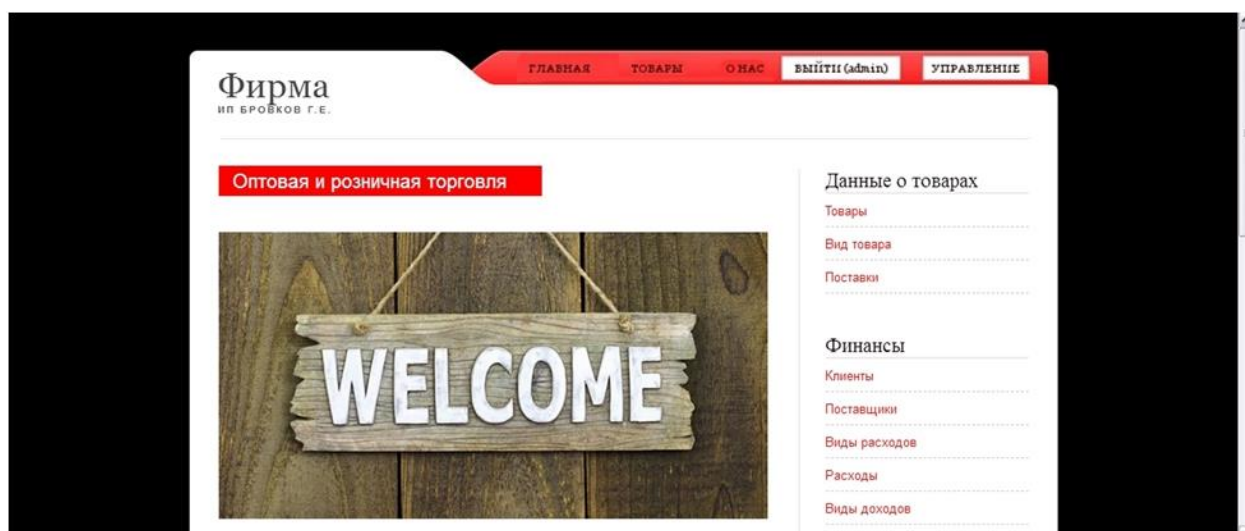 Фирма
ИП БРОВКОВ Г.Е.
ГЛАВНАЯ ТОВАРЫ О НАС ВЫЙТИ (admin) УПРАВЛЕНИЕ
Оптовая и розничная торговля
WELCOME
Данные о товарах
Товары
Вид товара
Поставки
Финансы
Клиенты
Поставщики
Виды расходов
Расходы
Виды доходов